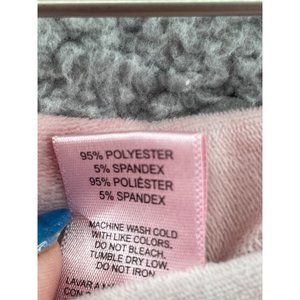 95% POLYESTER
5% SPANDEX
95% POLIÉSTER
5% SPANDEX
MACHINE WASH COLD
WITH LIKE COLORS.
DO NOT BLEACH.
TUMBLE DRY LOW.
DO NOT IRON
LAVAR A
CON